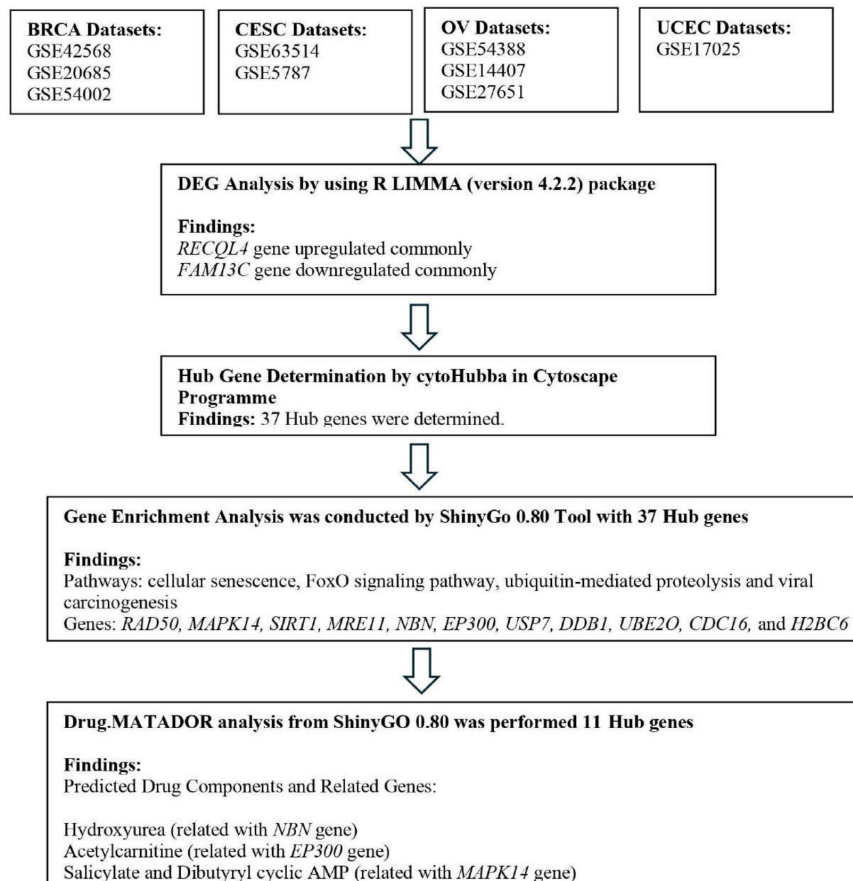 BRCA Datasets:
GSE42568
GSE20685
GSE54002
CESC Datasets:
GSE63514
GSE5787
OV Datasets:
GSE54388
GSE14407
GSE27651
UCEC Datasets:
GSE17025
DEG Analysis by using R LIMMA (version 4.2.2) package
Findings:
RECQL4 gene upregulated commonly
FAM13C gene downregulated commonly
Hub Gene Determination by cytoHubba in Cytoscape
Programme
Findings: 37 Hub genes were determined.
Gene Enrichment Analysis was conducted by ShinyGo 0.80 Tool with 37 Hub genes
Findings:
Pathways: cellular senescence, FoxO signaling pathway, ubiquitin-mediated proteolysis and viral
carcinogenesis
Genes: RAD50, MAPK14, SIRT1, MRE11, NBN, EP300, USP7, DDB1, UBE2O, CDC16, and H2BC6
Drug.MATADOR analysis from ShinyGO 0.80 was performed 11 Hub genes
Findings:
Predicted Drug Components and Related Genes:
Hydroxyurea (related with NBN gene)
Acetylcarnitine (related with EP300 gene)
Salicylate and Dibutyryl cyclic AMP (related with MAPK14 gene)